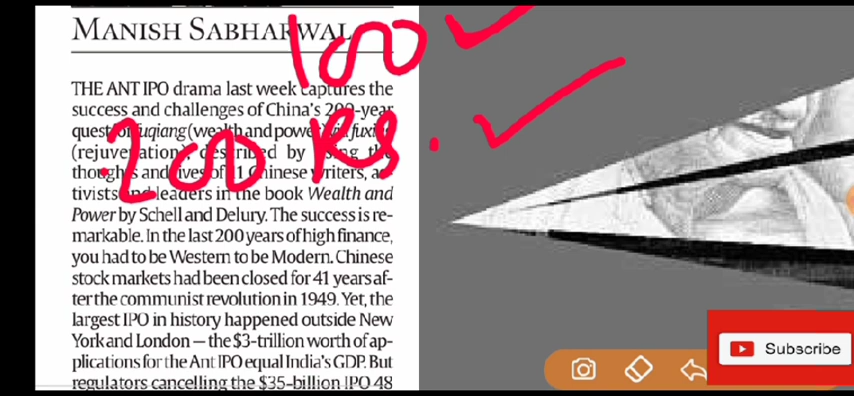 MANISH SABHARWAL
100
THE ANT IPO drama last week captures the
success and challenges of China's 200-year
quest for fuqiang (wealth and power) via fuxing
(rejuvenation), described by using the
thoughts and lives of 11 Chinese writers, ac-
tivists and leaders in the book Wealth and
Power by Schell and Delury. The success is re-
markable. In the last 200 years of high finance,
you had to be Western to be Modern. Chinese
stock markets had been closed for 41 years af-
ter the communist revolution in 1949. Yet, the
largest IPO in history happened outside New
York and London — the $3-trillion worth of ap-
plications for the Ant IPO equal India's GDP. But
regulators cancelling the $35-billion IPO 48
200 Rs.
Subscribe